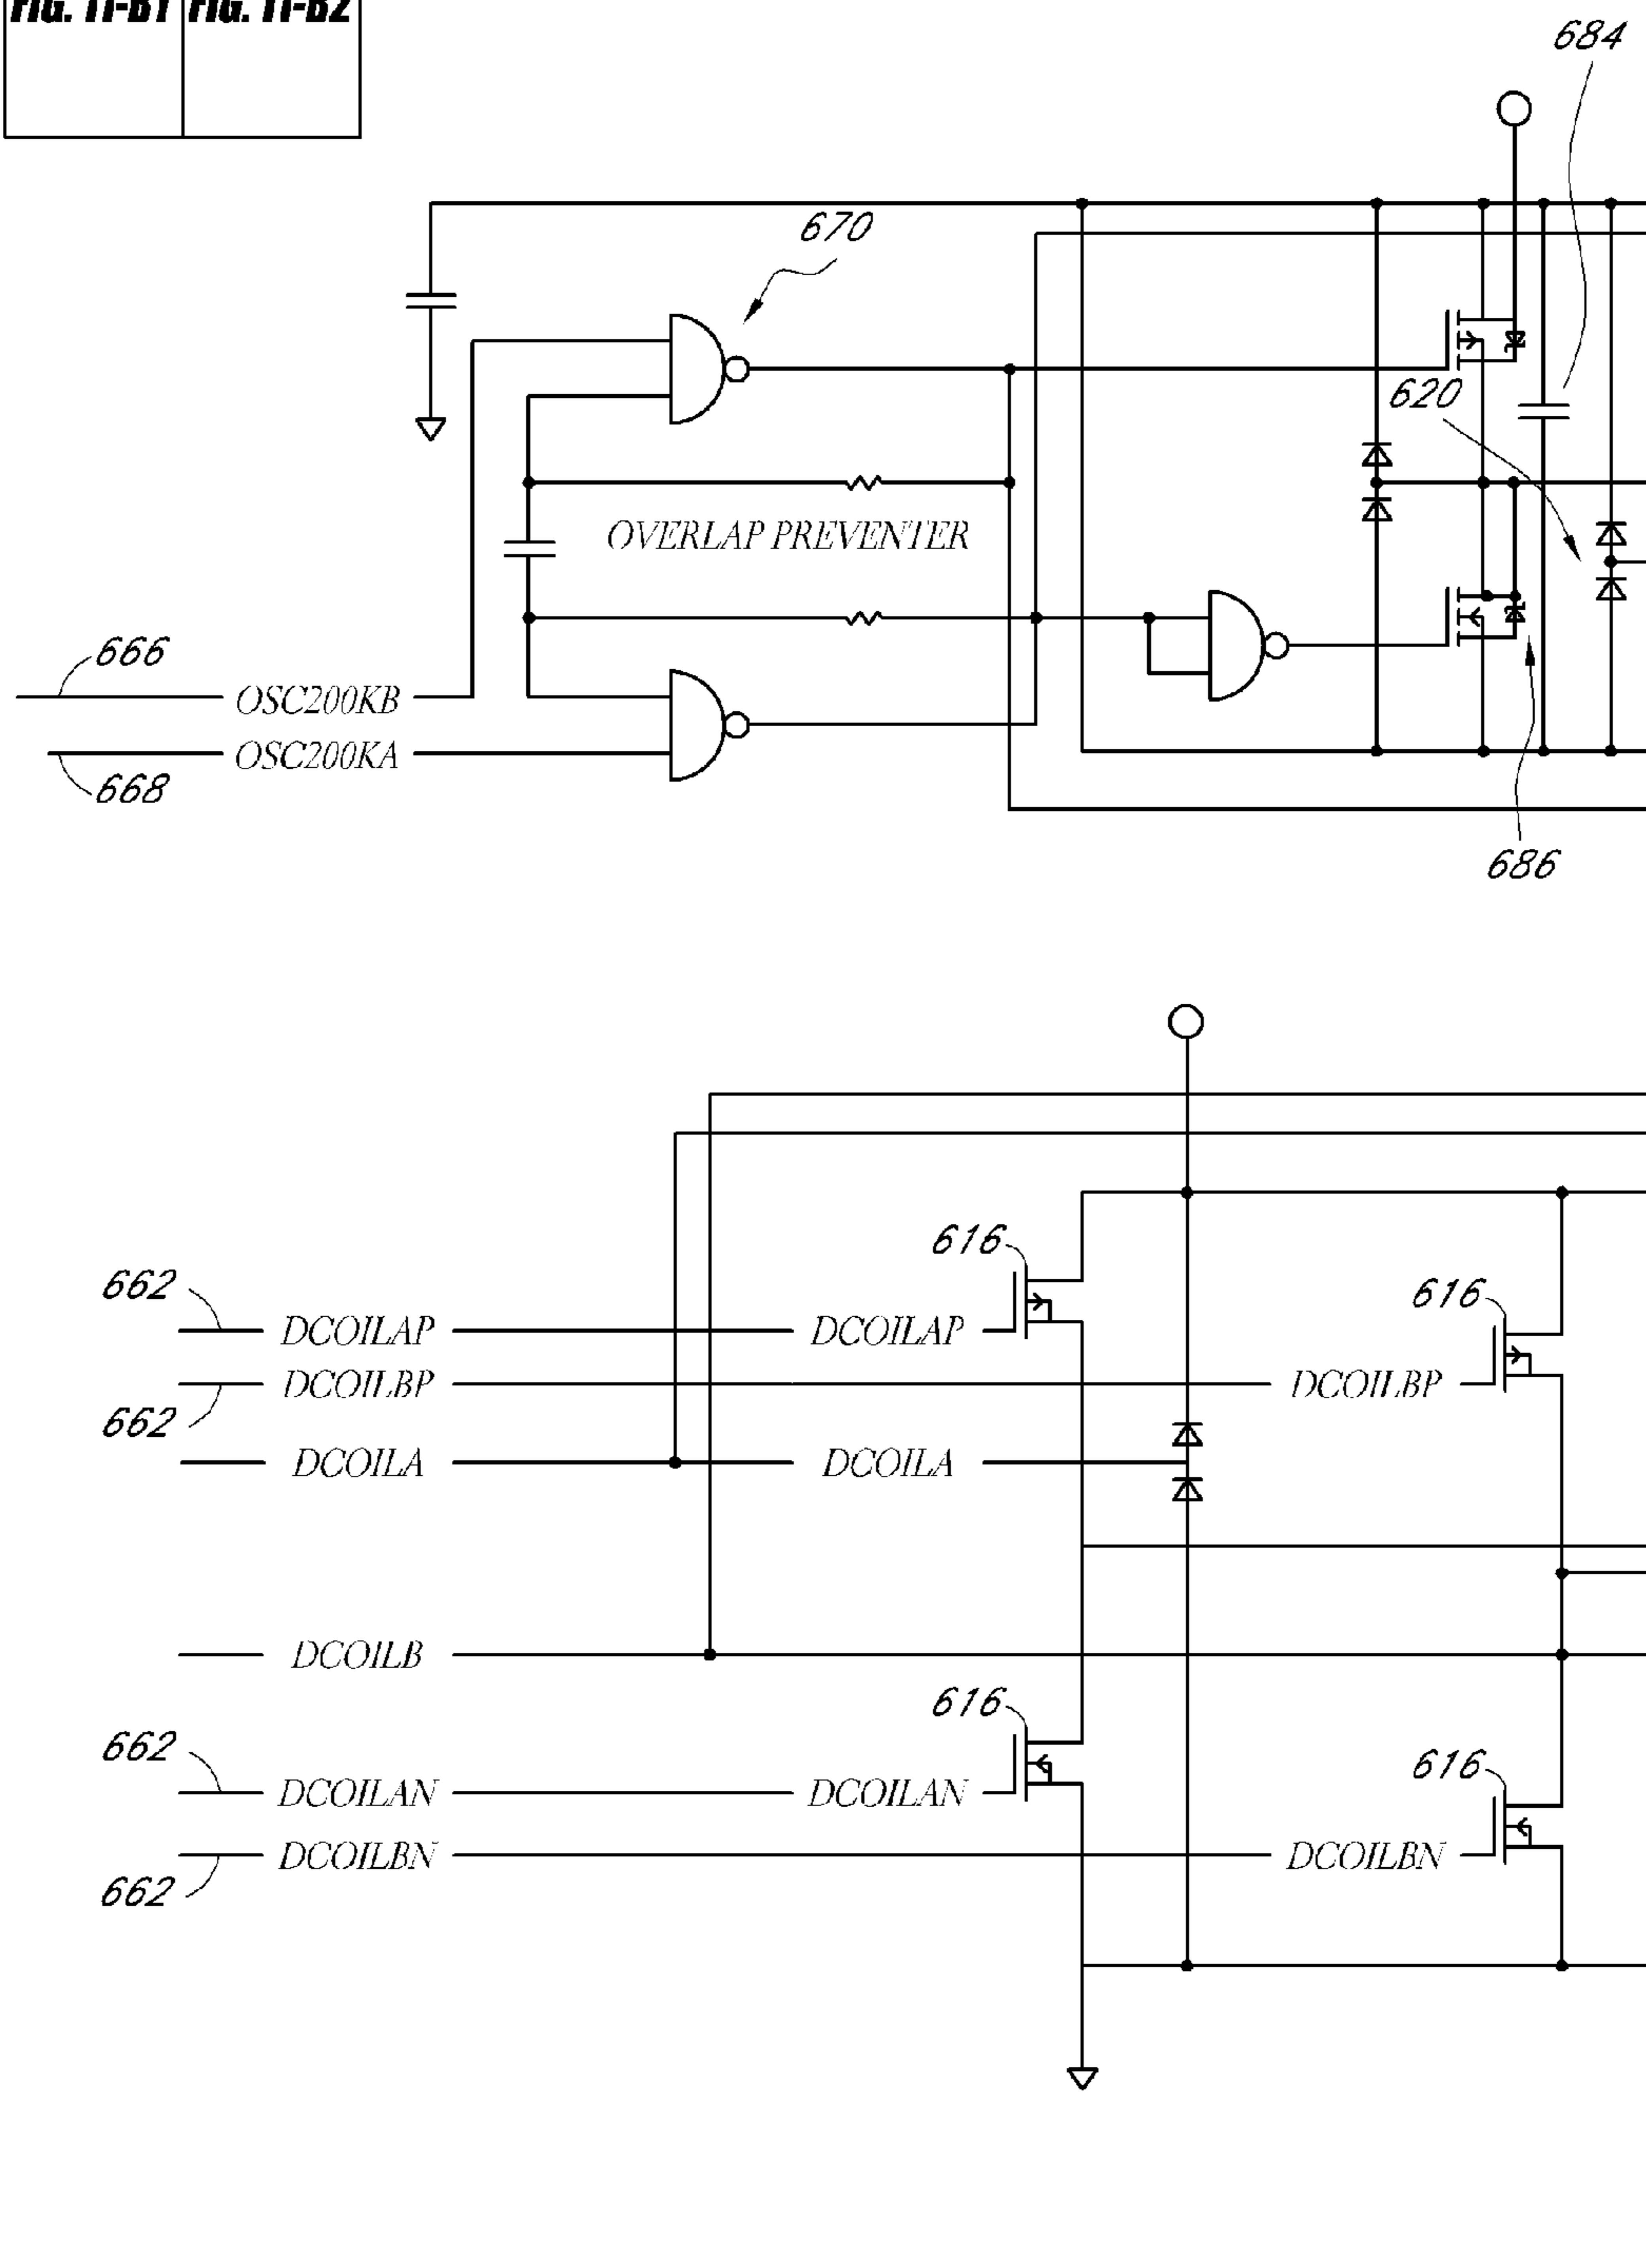 FIG. 11-B1 FIG. 11-B2
684
670
620
OVERLAP PREVENTER
666
OSC200KB
OSC200KA
668
686
616
662
DCOILAP DCOILAP
616
DCOILBP DCOILBP
662
DCOILA DCOILA
DCOILB
616
662
DCOILAN DCOILAN
616
DCOILBN DCOILBN
662